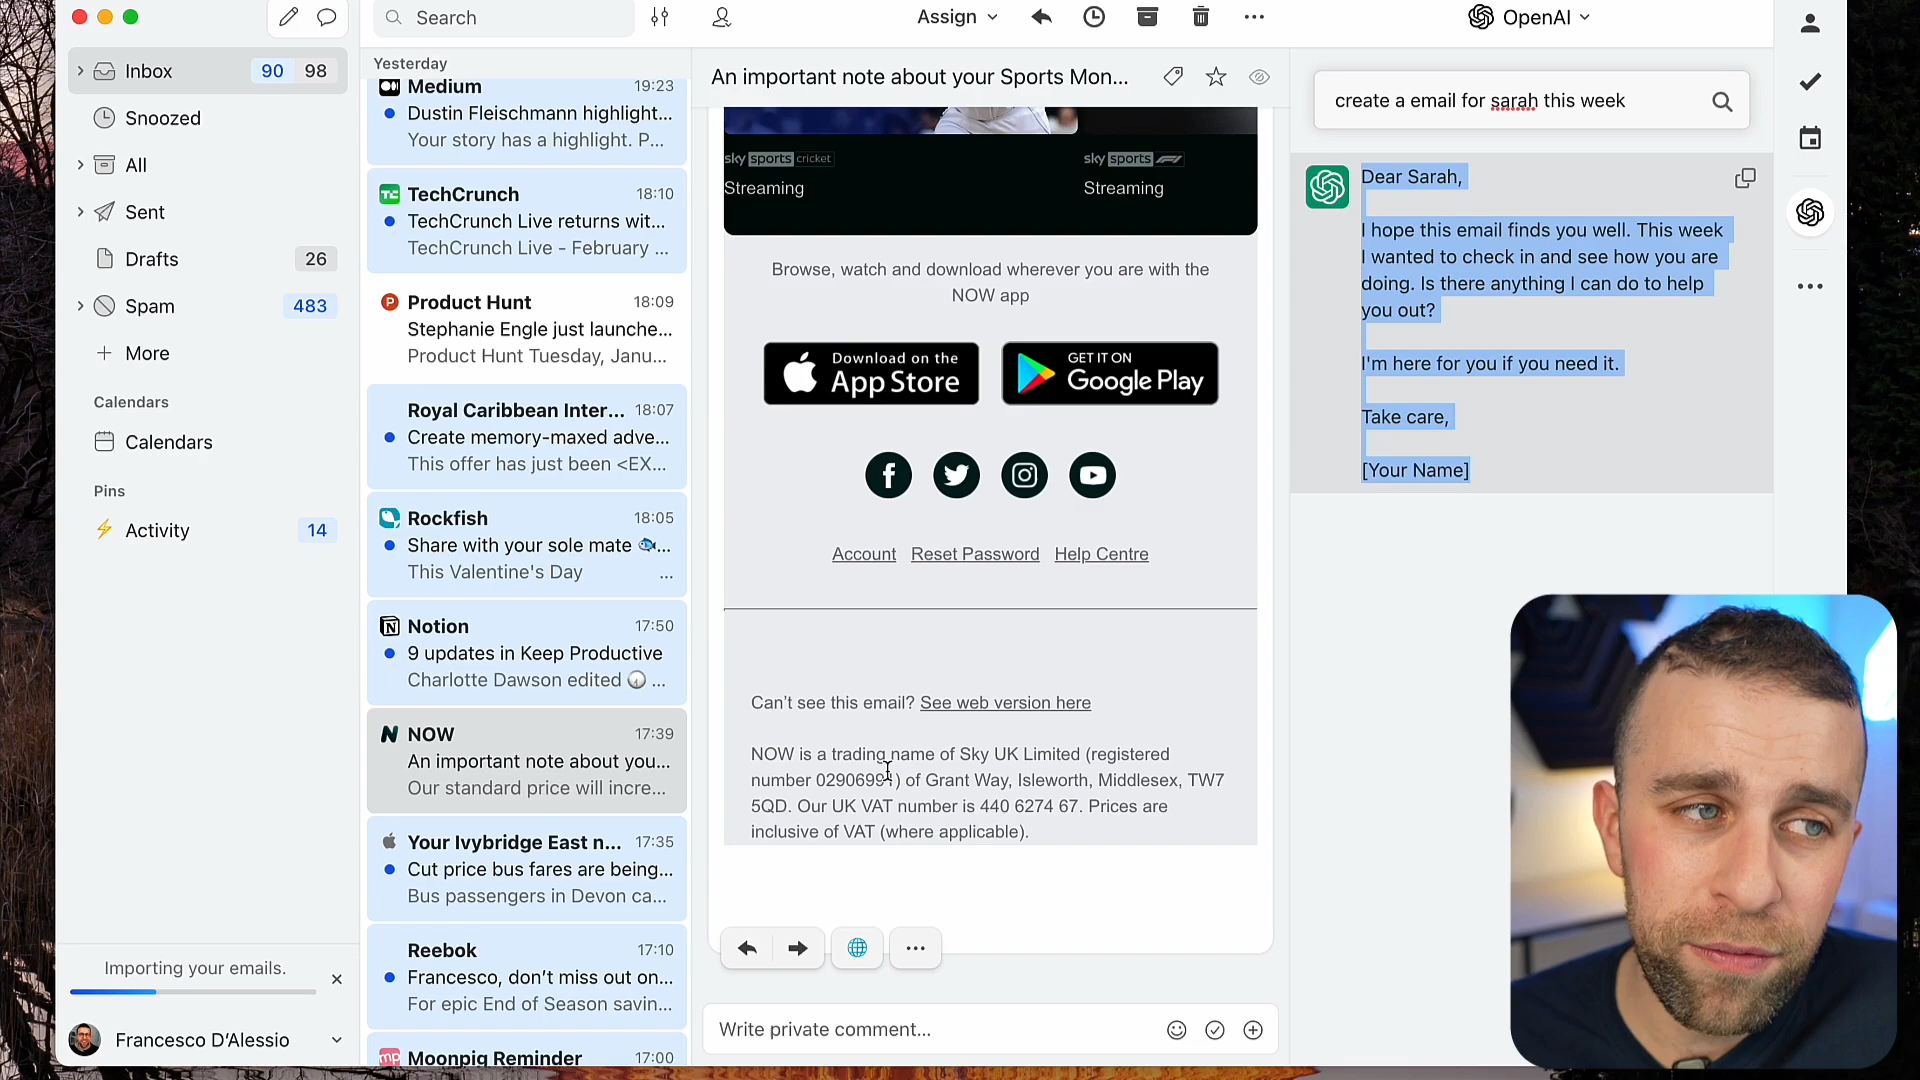 Search
Assign
OpenAI
Inbox
90
98
Snoozed
All
Sent
Drafts
26
Spam
483
More
Calendars
Calendars
Pins
Activity
14
Importing your emails.
Francesco D'Alessio
Yesterday
Medium
19:23
Dustin Fleischmann highlight...
Your story has a highlight. P...
TechCrunch
18:10
TechCrunch Live returns wit...
TechCrunch Live - February ...
Product Hunt
18:09
Stephanie Engle just launche...
Product Hunt Tuesday, Janu...
Royal Caribbean Inter...
18:07
Create memory-maxed adve...
This offer has just been <EX...
Rockfish
18:05
Share with your sole mate 🐟...
This Valentine's Day ...
Notion
17:50
9 updates in Keep Productive
Charlotte Dawson edited ...
NOW
17:39
An important note about you...
Our standard price will incre...
Your Ivybridge East n...
17:35
Cut price bus fares are being...
Bus passengers in Devon ca...
Reebok
17:10
Francesco, don't miss out on...
For epic End of Season savin...
mp
Moonpig Reminder
17:00
An important note about your Sports Mon...
sky sports cricket
Streaming
sky sports F1
Streaming
Browse, watch and download wherever you are with the
NOW app
Download on the
App Store
GET IT ON
Google Play
Account Reset Password Help Centre
Can't see this email? See web version here
NOW is a trading name of Sky UK Limited (registered
number 02906991) of Grant Way, Isleworth, Middlesex, TW7
5QD. Our UK VAT number is 440 6274 67. Prices are
inclusive of VAT (where applicable).
Write private comment...
create a email for sarah this week
Dear Sarah,
I hope this email finds you well. This week
I wanted to check in and see how you are
doing. Is there anything I can do to help
you out?
I'm here for you if you need it.
Take care,
[Your Name]